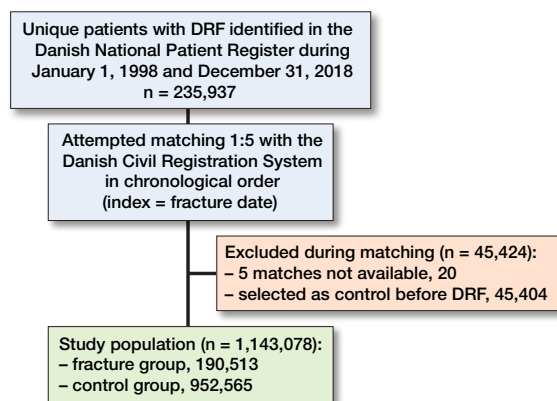 Unique patients with DRF identified in the
Danish National Patient Register during
January 1, 1998 and December 31, 2018
n = 235,937
Attempted matching 1:5 with the
Danish Civil Registration System
in chronological order
(index = fracture date)
Excluded during matching (n = 45,424):
– 5 matches not available, 20
– selected as control before DRF, 45,404
Study population (n = 1,143,078):
– fracture group, 190,513
– control group, 952,565